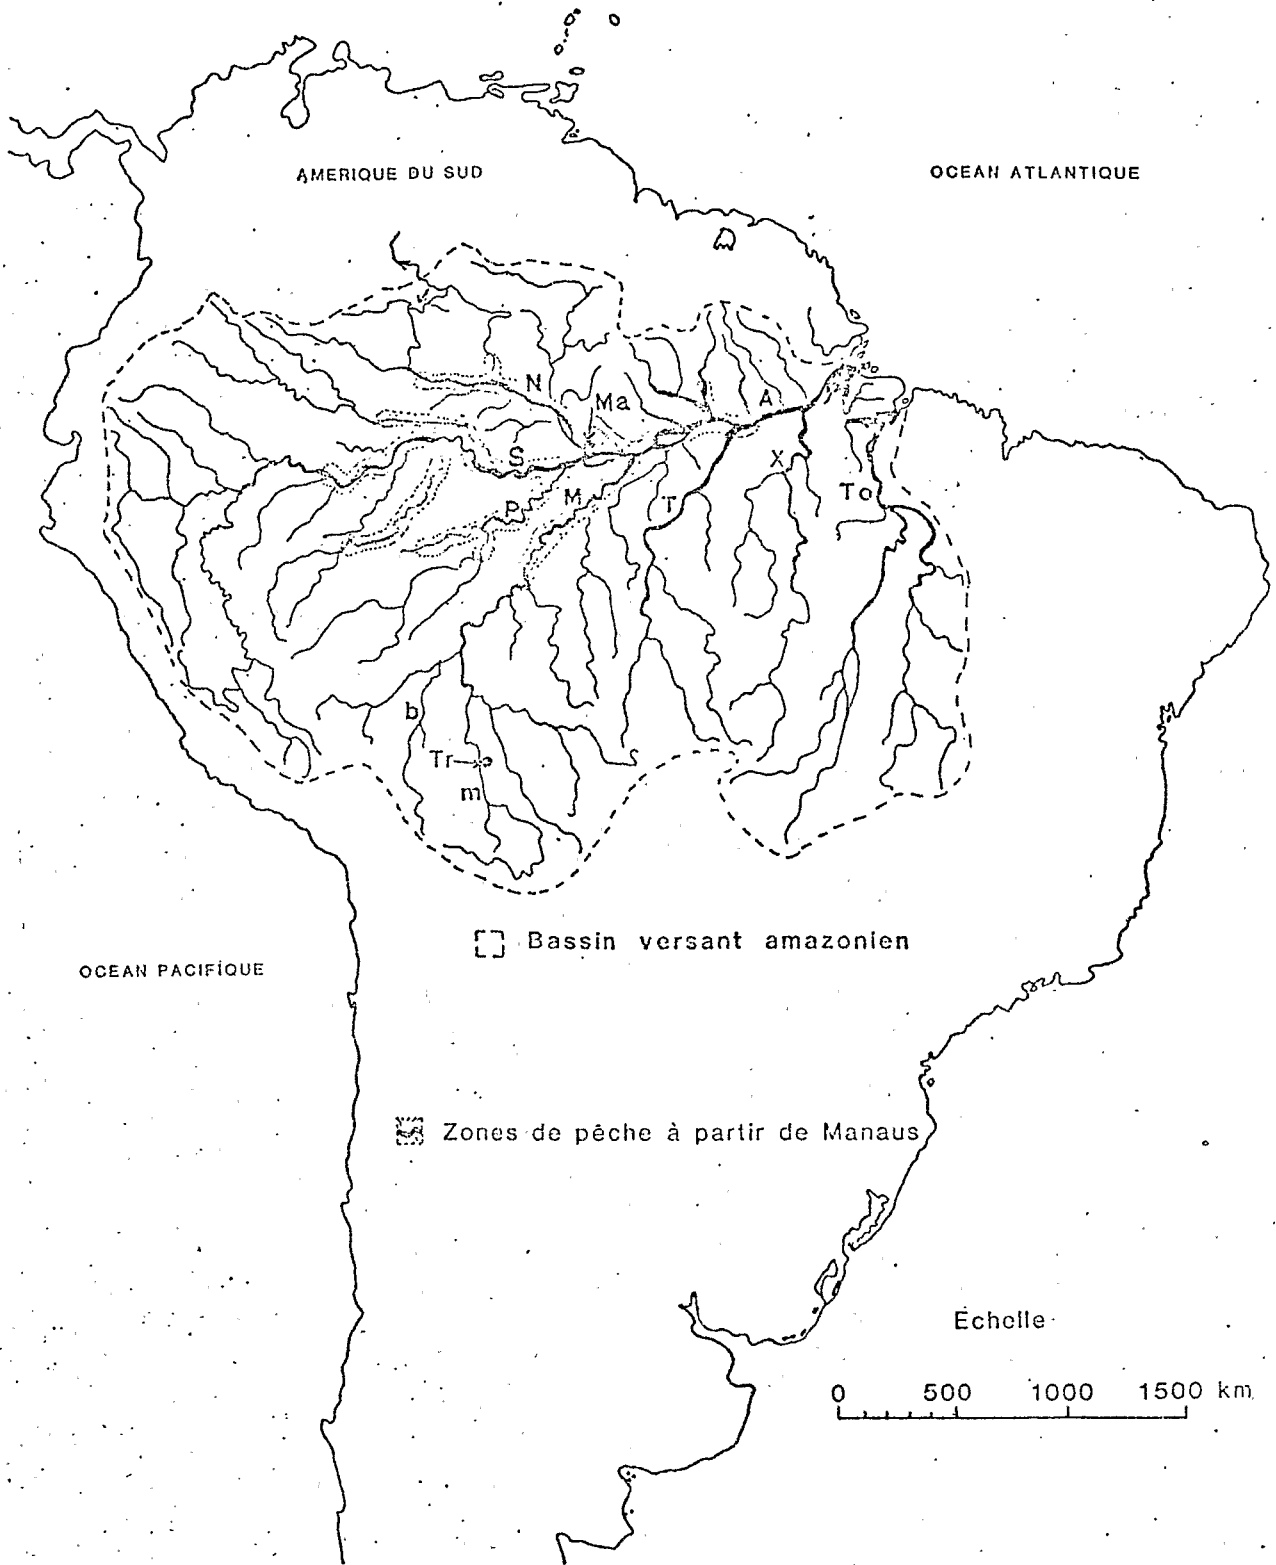 AMERIQUE DU SUD
OCEAN ATLANTIQUE
N
Ma
A
S
X
P
M
T
To
b
Tr
m
Bassin versant amazonien
OCEAN PACIFIQUE
Zones de pêche à partir de Manaus
Echelle
0 500 1000 1500 km